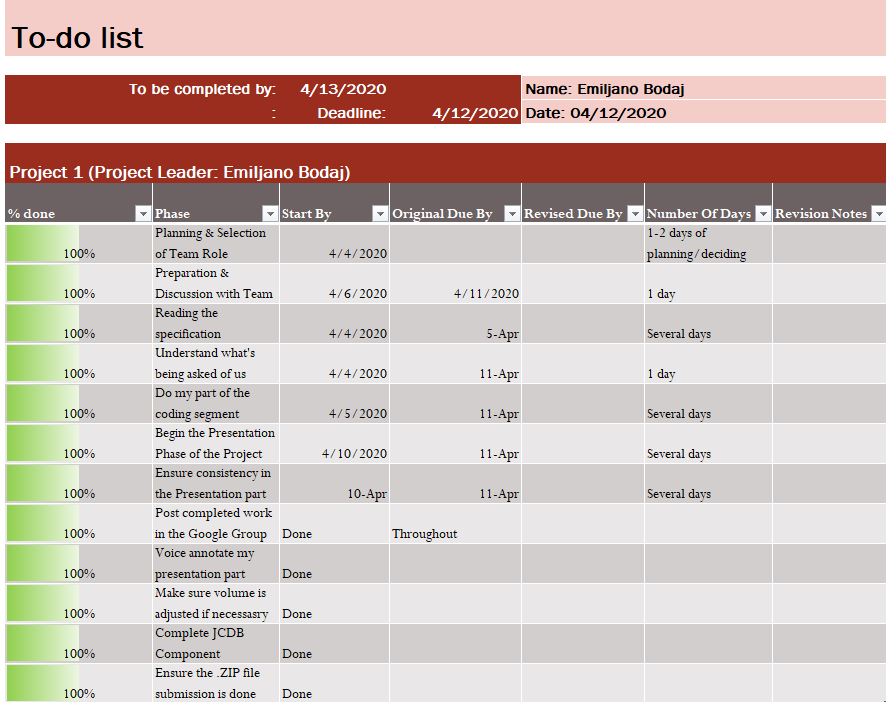 To-do list
To be completed by: 4/13/2020 Name: Emiljano Bodaj
: Deadline: 4/12/2020 Date: 04/12/2020
Project 1 (Project Leader: Emiljano Bodaj)
% done Phase Start By Original Due By Revised Due By Number Of Days Revision Notes
Planning & Selection 1-2 days of
100% of Team Role 4/4/2020 planning/deciding
Preparation &
100% Discussion with Team 4/6/2020 4/11/2020 1 day
Reading the
100% specification 4/4/2020 5-Apr Several days
Understand what's
100% being asked of us 4/4/2020 11-Apr 1 day
Do my part of the
100% coding segment 4/5/2020 11-Apr Several days
Begin the Presentation
100% Phase of the Project 4/10/2020 11-Apr Several days
Ensure consistency in
100% the Presentation part 10-Apr 11-Apr Several days
Post completed work
100% in the Google Group Done Throughout
Voice annotate my
100% presentation part Done
Make sure volume is
100% adjusted if necessasry Done
Complete JCDB
100% Component Done
Ensure the .ZIP file
100% submission is done Done